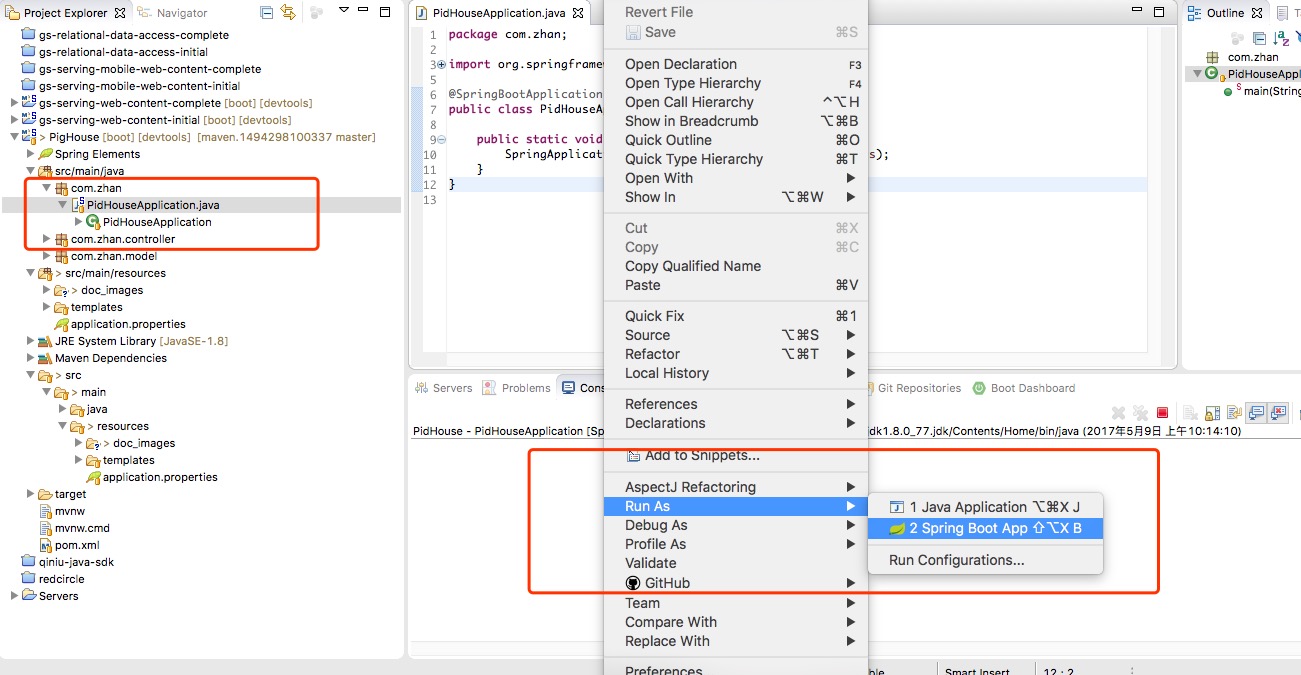 Project Explorer
Navigator
gs-relational-data-access-complete
gs-relational-data-access-initial
gs-serving-mobile-web-content-complete
gs-serving-mobile-web-content-initial
gs-serving-web-content-complete [boot] [devtools]
gs-serving-web-content-initial [boot] [devtools]
> PigHouse [boot] [devtools] [maven.1494298100337 master]
Spring Elements
src/main/java
com.zhan
PidHouseApplication.java
PidHouseApplication
com.zhan.controller
com.zhan.model
> src/main/resources
> doc_images
templates
application.properties
JRE System Library [JavaSE-1.8]
Maven Dependencies
> src
> main
java
> resources
> doc_images
templates
application.properties
target
mvnw
mvnw.cmd
pom.xml
qiniu-java-sdk
redcircle
Servers
PidHouseApplication.java
1 package com.zhan;
2
3 import org.springframew
5
6 @SpringBootApplication
7 public class PidHouseA
8
9 public static void
10 SpringApplicat s);
11 }
12 }
13
Revert File
Save ⌘S
Open Declaration F3
Open Type Hierarchy F4
Open Call Hierarchy ^⌥H
Show in Breadcrumb ⌥⌘B
Quick Outline ⌘O
Quick Type Hierarchy ⌘T
Open With
Show In ⌥⌘W
Cut ⌘X
Copy ⌘C
Copy Qualified Name
Paste ⌘V
Quick Fix ⌘1
Source ⌥⌘S
Refactor ⌥⌘T
Local History
References
Declarations
Add to Snippets...
AspectJ Refactoring
Run As
Debug As
Profile As
Validate
GitHub
Team
Compare With
Replace With
Preferences
1 Java Application ⌥⌘X J
2 Spring Boot App ⇧⌥X B
Run Configurations...
Outline
com.zhan
PidHouseAppl
main(String
Servers
Problems
Cons
Git Repositories
Boot Dashboard
PidHouse - PidHouseApplication [Sp
dk1.8.0_77.jdk/Contents/Home/bin/java (2017年5月9日 上午10:14:10)
ble
Smart Insert
12 : 2